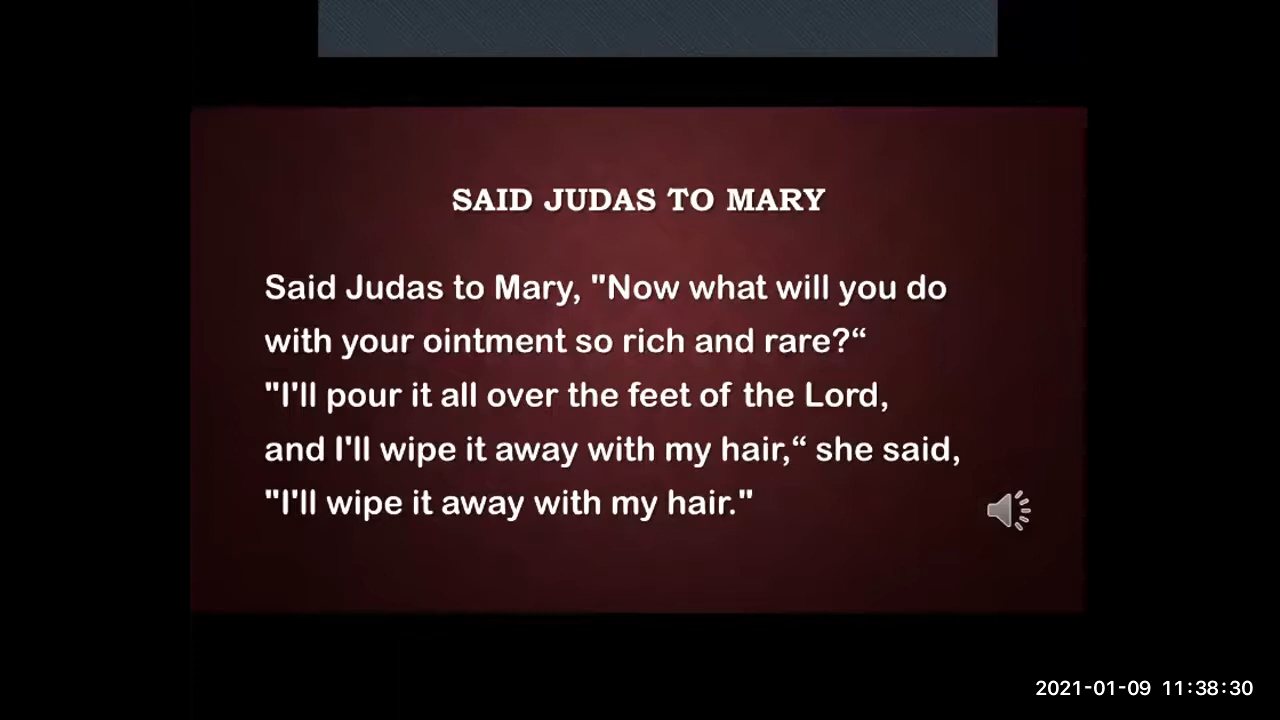 SAID JUDAS TO MARY
Said Judas to Mary, "Now what will you do
with your ointment so rich and rare?“
"I'll pour it all over the feet of the Lord,
and I'll wipe it away with my hair,“ she said,
"I'll wipe it away with my hair."
2021-01-09 11:38:30